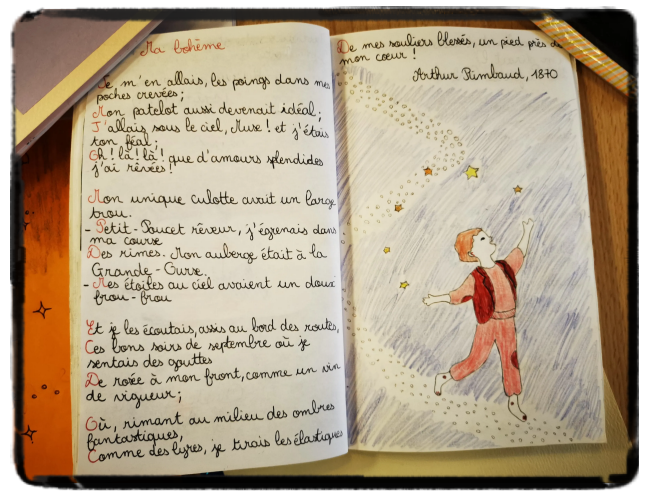 Ma bohème
Je m'en allais, les poings dans mes
poches crevées;
Mon paletot aussi devenait idéal;
J'allais sous le ciel, Muse! et j'étais
ton féal;
Oh! là! là! que d'amours splendides
j'ai rêvées!
Mon unique culotte avait un large
trou.
- Petit-Poucet rêveur, j'égrenais dans
ma course
Des rimes. Mon auberge était à la
Grande-Ourse.
- Mes étoiles au ciel avaient un doux
frou-frou
Et je les écoutais, assis au bord des routes,
Ces bons soirs de septembre où je
sentais des gouttes
De rosée à mon front, comme un vin
de vigueur;
Où, rimant au milieu des ombres
fantastiques,
Comme des lyres, je tirais les élastiques
De mes souliers blessés, un pied près de
mon cœur!
Arthur Rimbaud, 1870